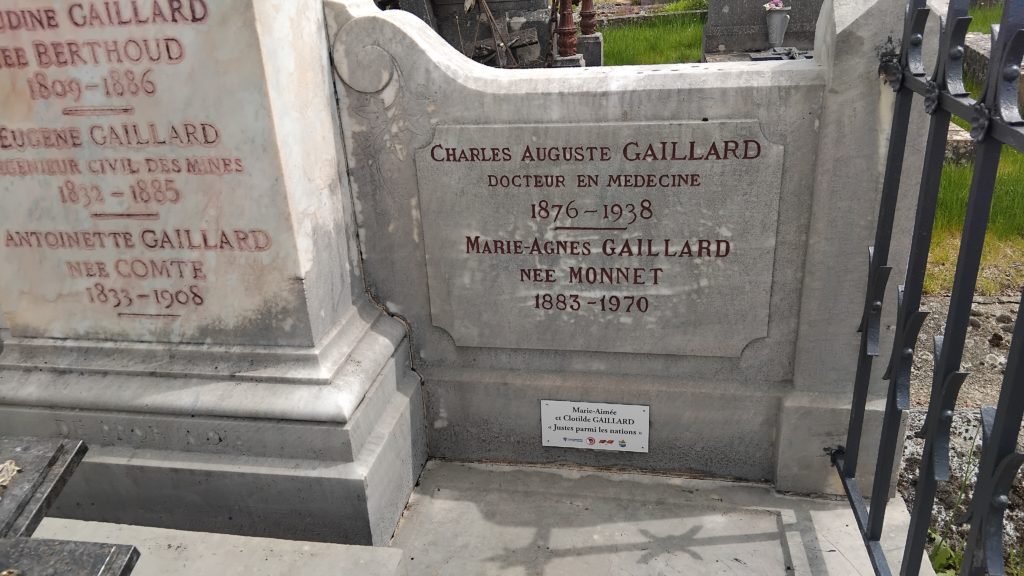 GAILLARD
NEE BERTHOUD
1809-1886
EUGENE GAILLARD
INGENIEUR CIVIL DES MINES
1832-1885
ANTOINETTE GAILLARD
NEE COMTE
1833-1908
CHARLES AUGUSTE GAILLARD
DOCTEUR EN MEDECINE
1876-1938
MARIE-AGNES GAILLARD
NEE MONNET
1883-1970
Marie-Aimée
et Clotilde GAILLARD
« Justes parmi les nations »